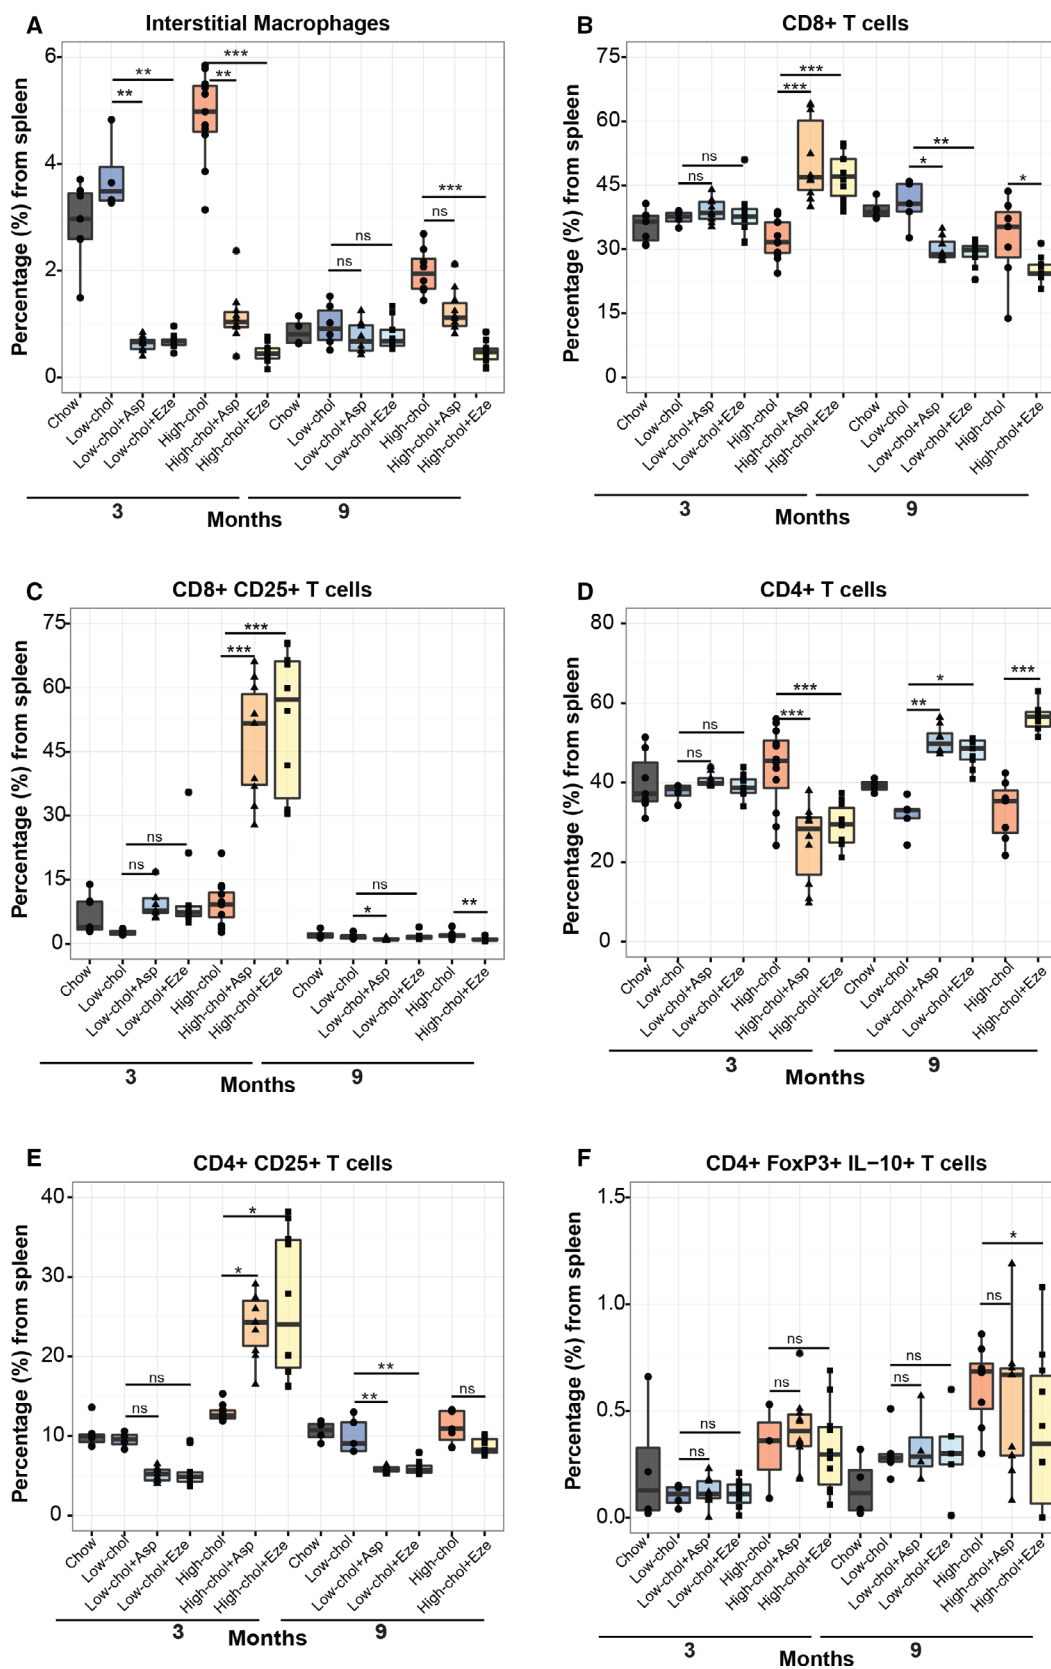 A Interstitial Macrophages
Percentage (%) from spleen
6
4
2
0
** ** *** ** ns ns *** ns
Chow Low-chol Low-chol+Asp Low-chol+Eze High-chol High-chol+Asp High-chol+Eze Chow Low-chol Low-chol+Asp Low-chol+Eze High-chol High-chol+Asp High-chol+Eze
3 9
Months
B CD8+ T cells
Percentage (%) from spleen
75
60
45
30
15
0
ns ns *** *** ** * *
Chow Low-chol Low-chol+Asp Low-chol+Eze High-chol High-chol+Asp High-chol+Eze Chow Low-chol Low-chol+Asp Low-chol+Eze High-chol High-chol+Eze
3 9
Months
C CD8+ CD25+ T cells
Percentage (%) from spleen
75
60
45
30
15
0
ns ns *** *** ns * **
Chow Low-chol Low-chol+Asp Low-chol+Eze High-chol High-chol+Asp High-chol+Eze Chow Low-chol Low-chol+Asp Low-chol+Eze High-chol High-chol+Eze
3 9
Months
D CD4+ T cells
Percentage (%) from spleen
80
60
40
20
0
ns ns *** *** * ** ***
Chow Low-chol Low-chol+Asp Low-chol+Eze High-chol High-chol+Asp High-chol+Eze Chow Low-chol Low-chol+Asp Low-chol+Eze High-chol High-chol+Eze
3 9
Months
E CD4+ CD25+ T cells
Percentage (%) from spleen
40
30
20
10
0
ns ns * * ** ** ns
Chow Low-chol Low-chol+Asp Low-chol+Eze High-chol High-chol+Asp High-chol+Eze Chow Low-chol Low-chol+Asp Low-chol+Eze High-chol High-chol+Eze
3 9
Months
F CD4+ FoxP3+ IL−10+ T cells
Percentage (%) from spleen
1.5
1.0
0.5
0.0
ns ns ns ns ns ns * ns
Chow Low-chol Low-chol+Asp Low-chol+Eze High-chol High-chol+Asp High-chol+Eze Chow Low-chol Low-chol+Asp Low-chol+Eze High-chol High-chol+Asp High-chol+Eze
3 9
Months